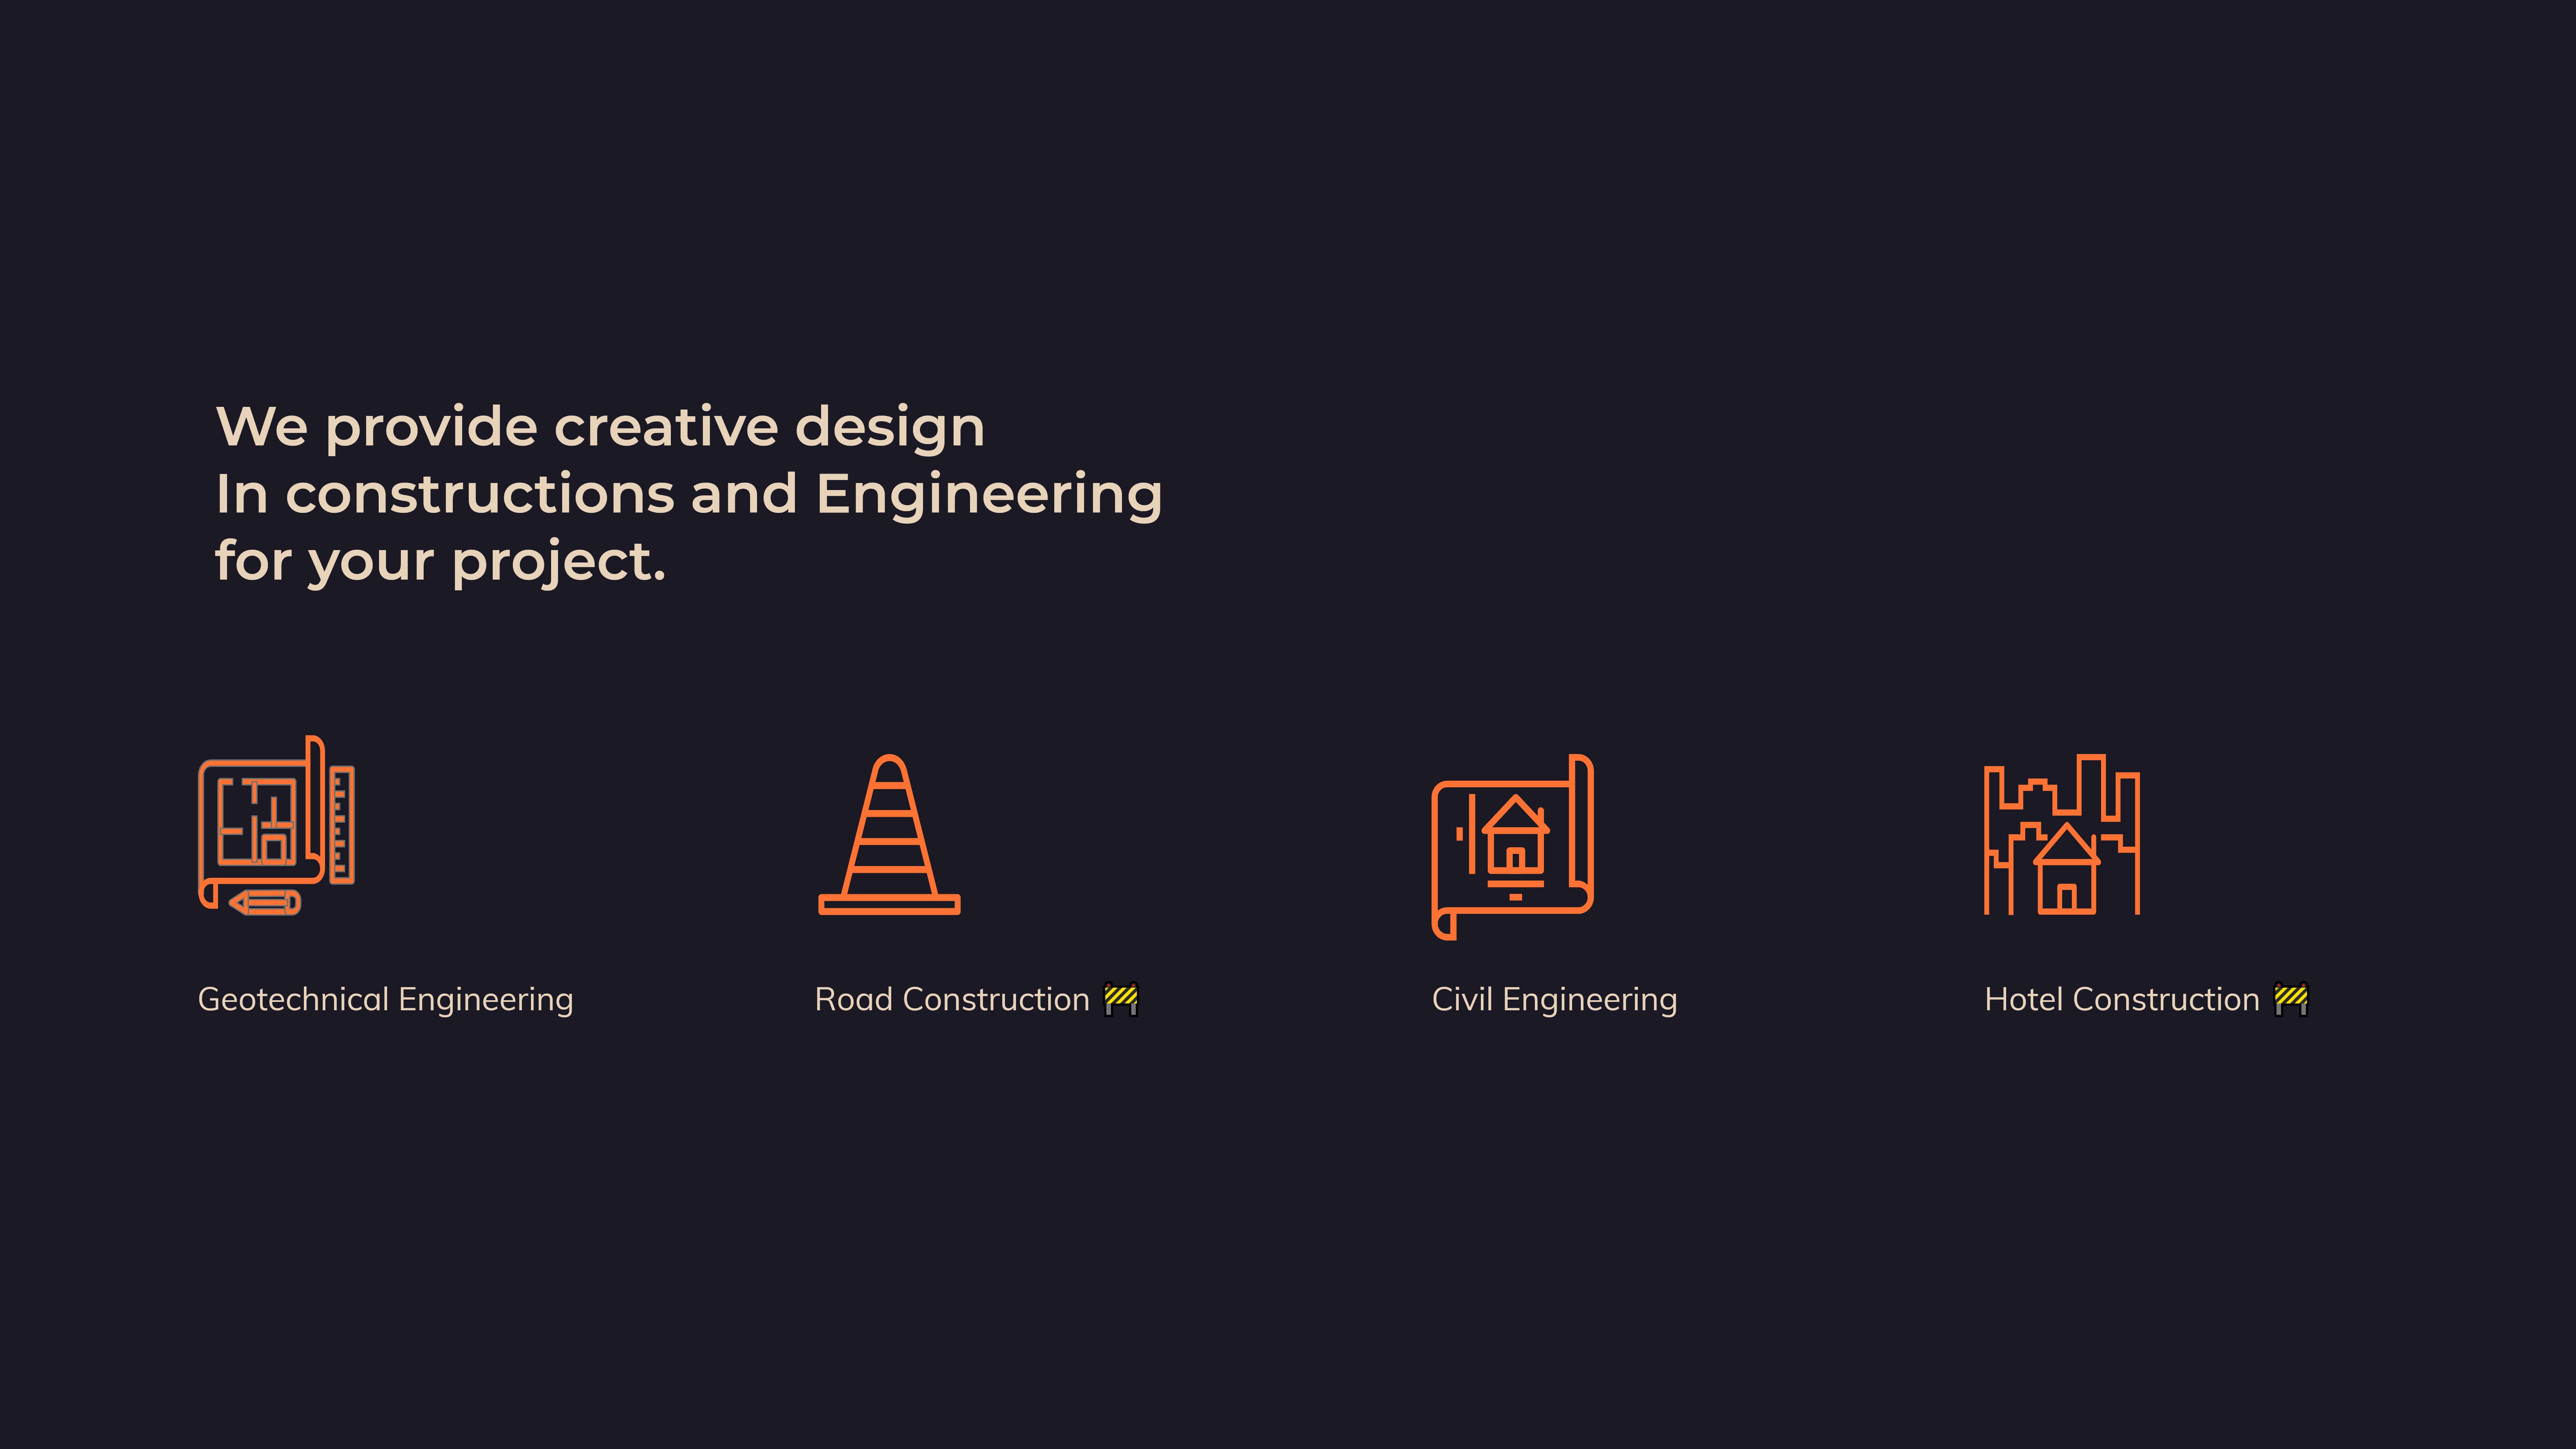 We provide creative design
In constructions and Engineering
for your project.
Geotechnical Engineering
Road Construction 🚧
Civil Engineering
Hotel Construction 🚧